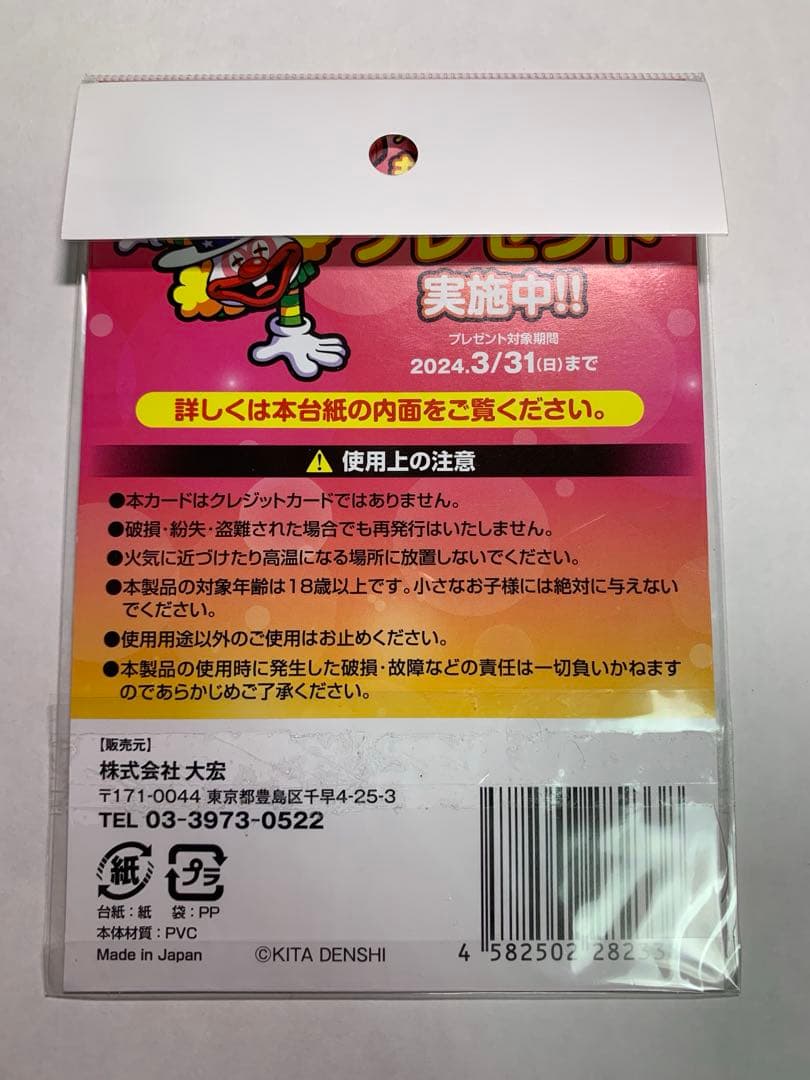 プレゼント
実施中!!
プレゼント対象期間
2024.3/31(日)まで
詳しくは本台紙の内面をご覧ください。
使用上の注意
●本カードはクレジットカードではありません。
●破損・紛失・盗難された場合でも再発行はいたしません。
●火気に近づけたり高温になる場所に放置しないでください。
●本製品の対象年齢は18歳以上です。小さなお子様には絶対に与えない
でください。
●使用用途以外のご使用はお止めください。
●本製品の使用時に発生した破損・故障などの責任は一切負いかねます
のであらかじめご了承ください。
【販売元】
株式会社 大宏
〒171-0044 東京都豊島区千早4-25-3
TEL 03-3973-0522
紙 プラ
台紙：紙 袋：PP
本体材質：PVC
Made in Japan ©KITA DENSHI
4 582502 28233